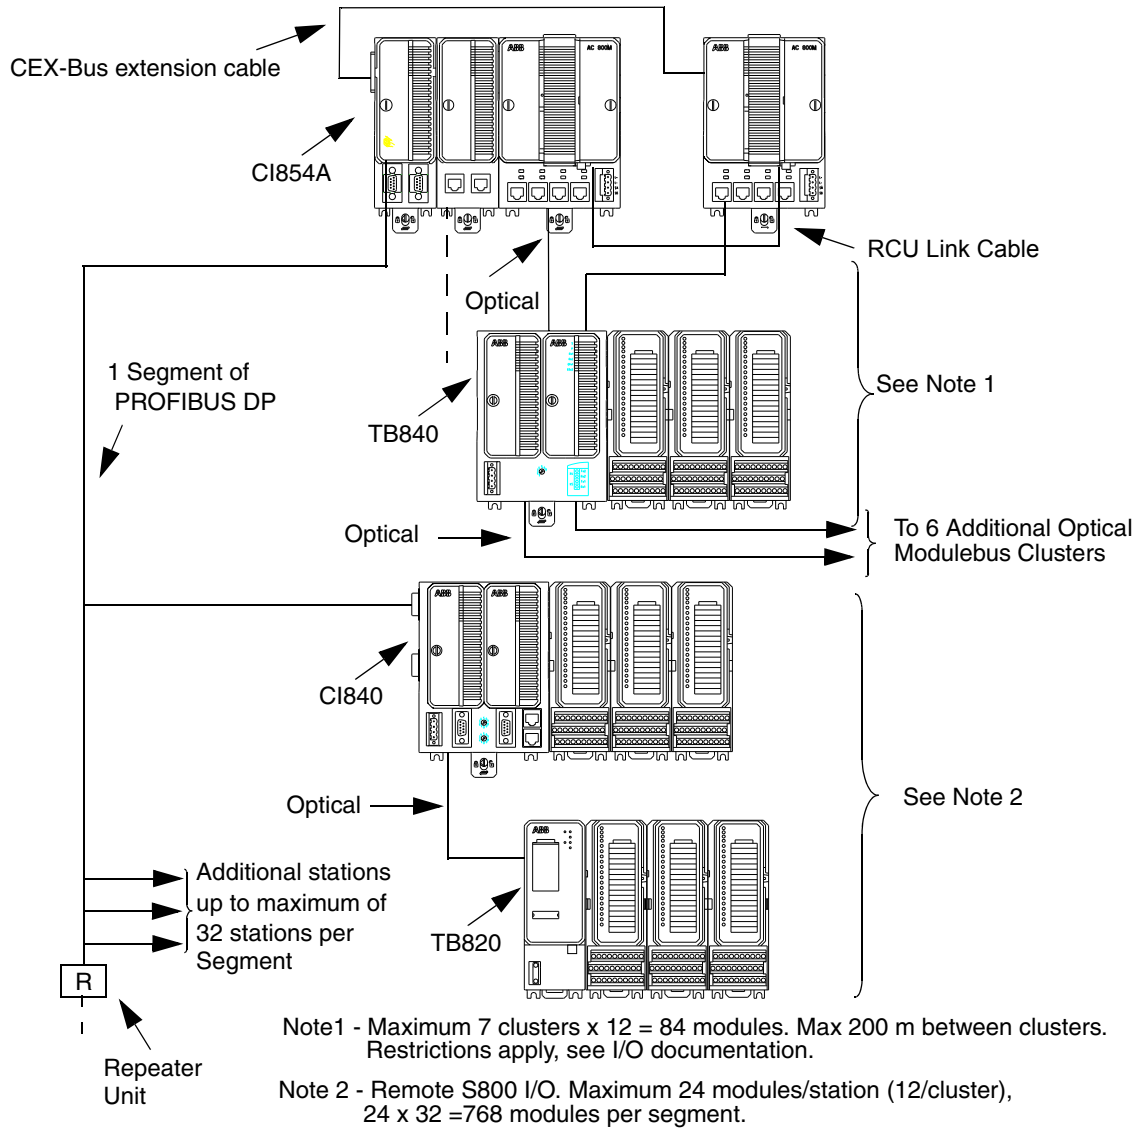 ABB
AC 800M
ABB
AC 800M
CEX-Bus extension cable
CI854A
RCU Link Cable
Optical
1 Segment of
PROFIBUS DP
ABB
ABB
See Note 1
TB840
Optical
To 6 Additional Optical
Modulebus Clusters
ABB
ABB
CI840
Optical
See Note 2
ABB
Additional stations
up to maximum of
32 stations per
Segment
TB820
R
Repeater
Unit
Note1 - Maximum 7 clusters x 12 = 84 modules. Max 200 m between clusters.
Restrictions apply, see I/O documentation.
Note 2 - Remote S800 I/O. Maximum 24 modules/station (12/cluster),
24 x 32 =768 modules per segment.